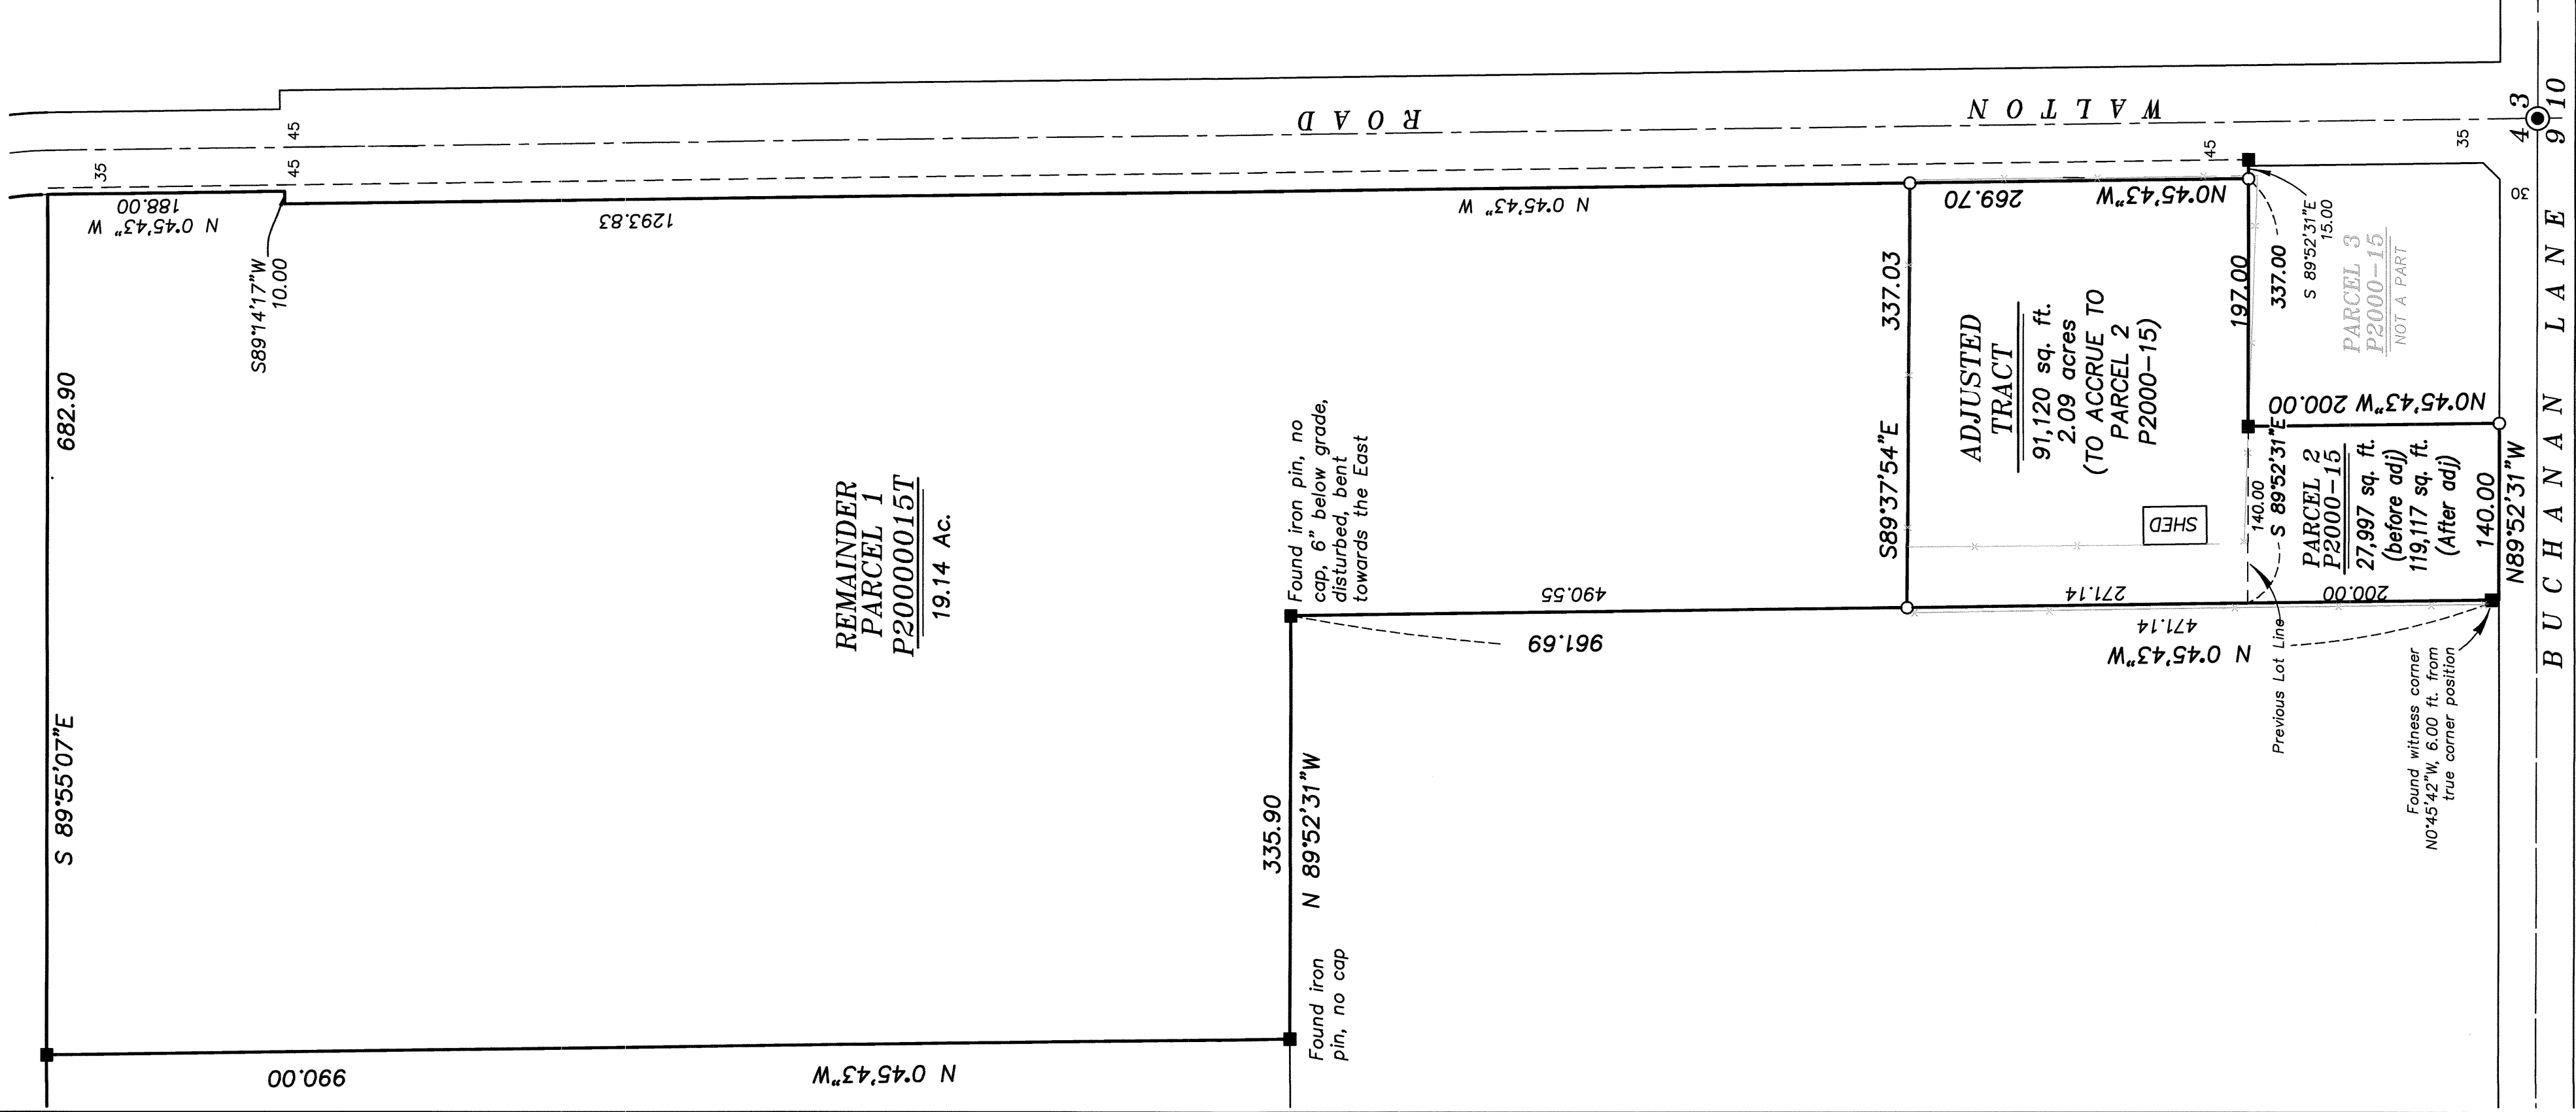 35
45
45
W A L T O N
R O A D
45
35
30
4 3
9 10
B U C H A N A N L A N E
N 0°45'43" W
188.00
S89°14'17"W
10.00
1293.83
N 0°45'43" W
269.70
N0°45'43"W
682.90
S 89°55'07"E
REMAINDER
PARCEL 1
P20000015T
19.14 Ac.
990.00
N 0°45'43"W
335.90
N 89°52'31"W
Found iron
pin, no cap
Found iron pin, no
cap, 6" below grade,
disturbed, bent
towards the East
490.55
961.69
337.03
S89°37'54"E
ADJUSTED
TRACT
91,120 sq. ft.
2.09 acres
(TO ACCRUE TO
PARCEL 2
P2000-15)
SHED
271.14
471.14
N 0°45'43"W
197.00
337.00
S 89°52'31"E
15.00
PARCEL 3
P2000-15
NOT A PART
N0°45'43"W 200.00
140.00
S 89°52'31"E
PARCEL 2
P2000-15
27,997 sq. ft.
(before adj)
119,117 sq. ft.
(After adj)
200.00
140.00
N89°52'31"W
Previous Lot Line
Found witness corner
N0°45'42"W, 6.00 ft. from
true corner position